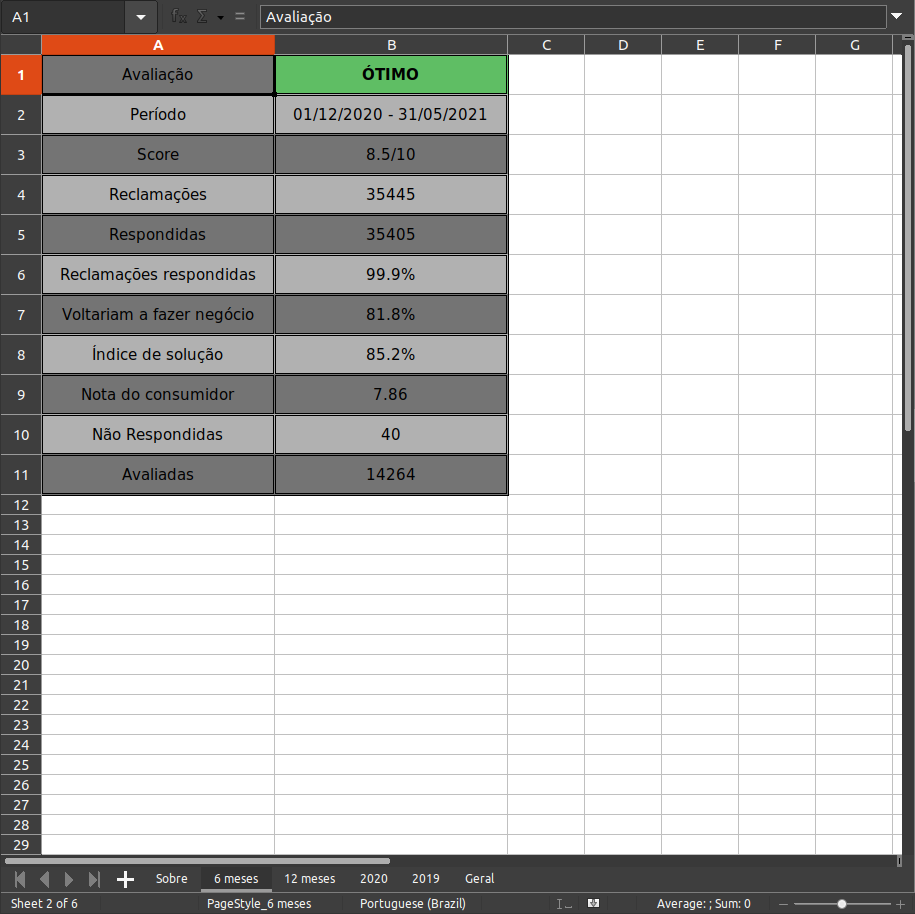 A1 fx Σ = Avaliação
A B C D E F G
1 Avaliação ÓTIMO
2 Período 01/12/2020 - 31/05/2021
3 Score 8.5/10
4 Reclamações 35445
5 Respondidas 35405
6 Reclamações respondidas 99.9%
7 Voltariam a fazer negócio 81.8%
8 Índice de solução 85.2%
9 Nota do consumidor 7.86
10 Não Respondidas 40
11 Avaliadas 14264
12
13
14
15
16
17
18
19
20
21
22
23
24
25
26
27
28
29
Sobre 6 meses 12 meses 2020 2019 Geral
Sheet 2 of 6 PageStyle_6 meses Portuguese (Brazil) Average: ; Sum: 0